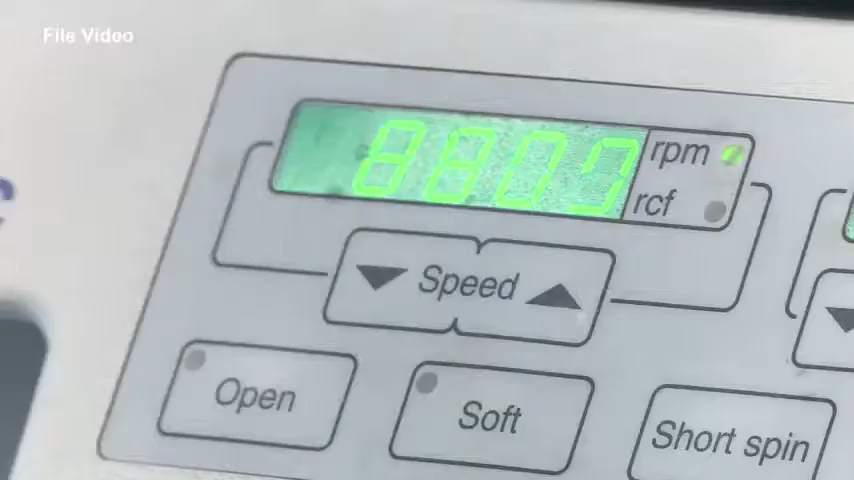 File Video
rpm
rcf
Speed
Open
Soft
Short spin